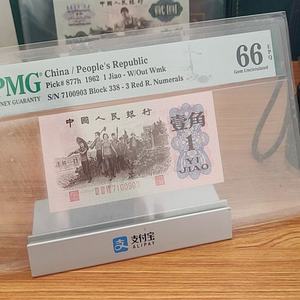 PMG
China / People's Republic
MONEY GUARANTY
Pick# 877h 1962 1 Jiao - W/Out Wmk
S/N 7100903 Block 338 - 3 Red R. Numerals
66 EPQ
Gem Uncirculated
中国人民银行
壹角
1
YI
JIAO
7100903
支 支付宝
ALIPAY